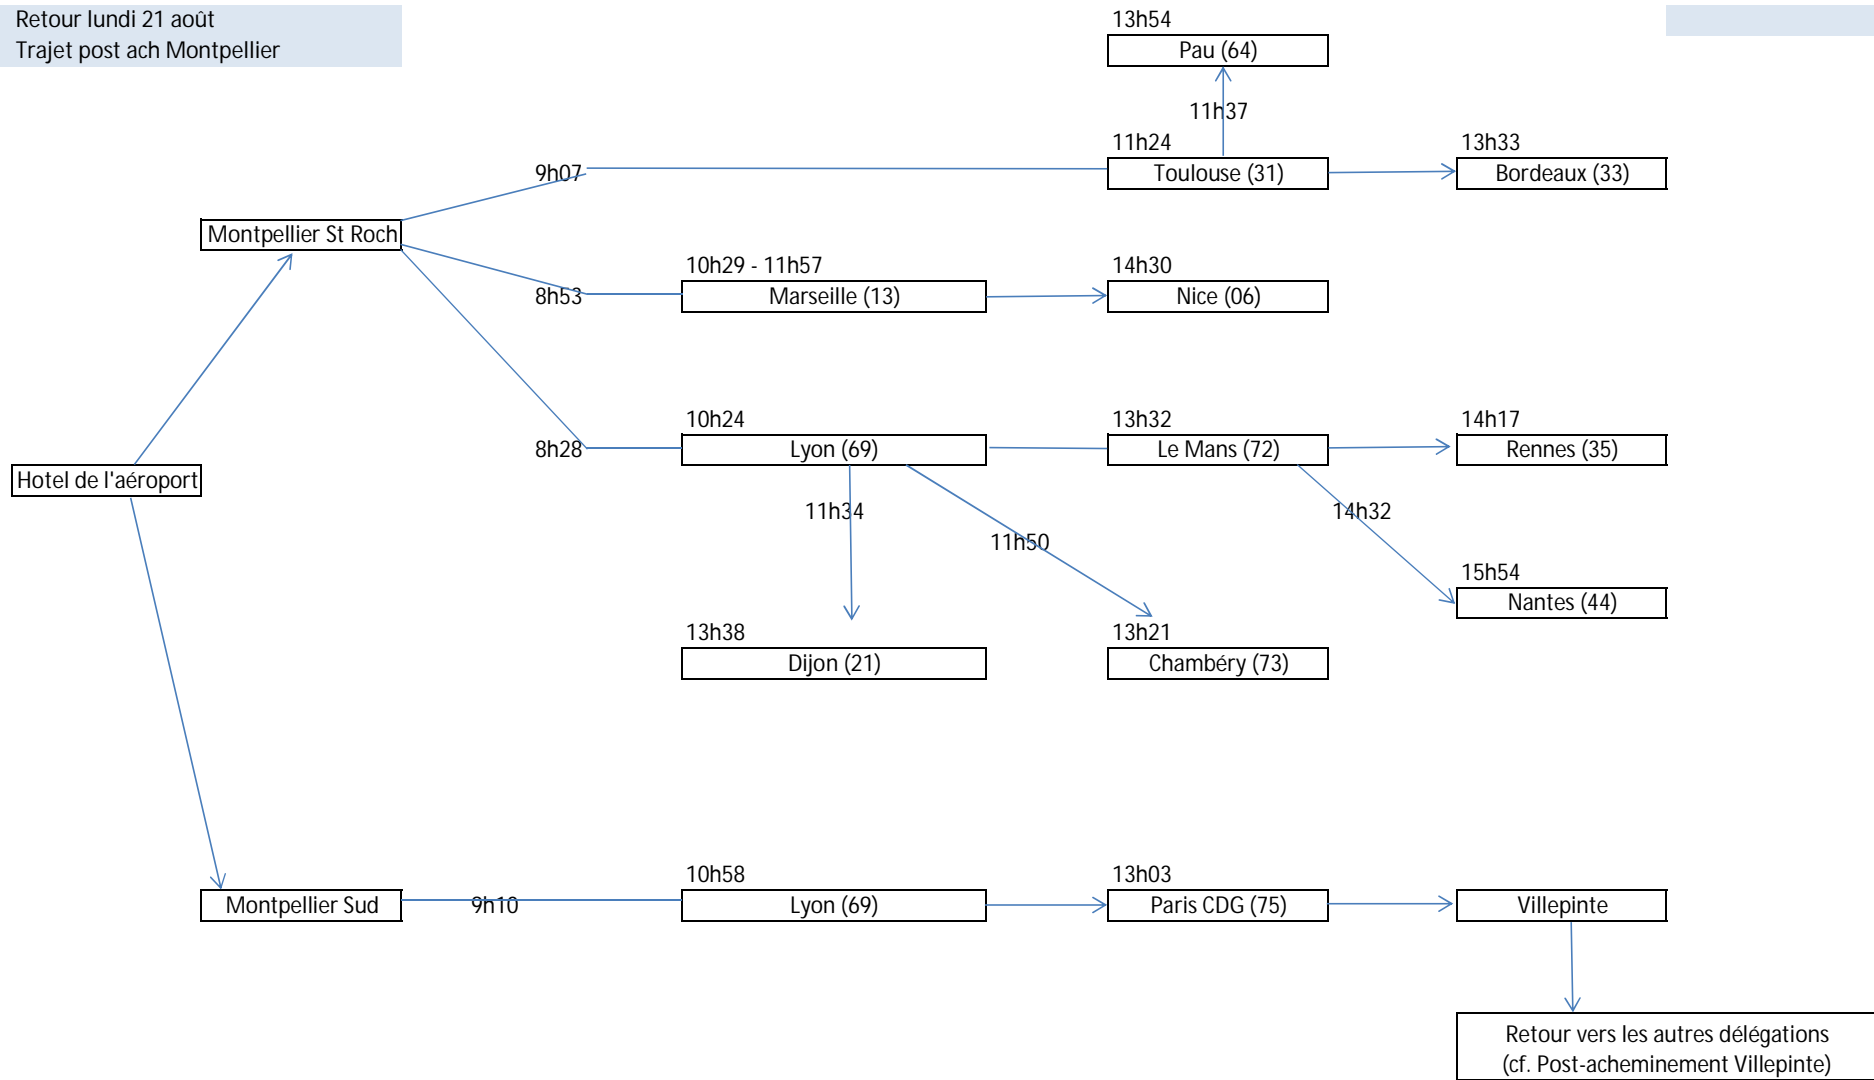 Retour lundi 21 août
Trajet post ach Montpellier
13h54
Pau (64)
11h37
11h24
13h33
9h07
Toulouse (31)
Bordeaux (33)
Montpellier St Roch
10h29 - 11h57
14h30
8h53
Marseille (13)
Nice (06)
10h24
13h32
14h17
8h28
Lyon (69)
Le Mans (72)
Rennes (35)
Hotel de l'aéroport
11h34
14h32
11h50
15h54
Nantes (44)
13h38
13h21
Dijon (21)
Chambéry (73)
10h58
13h03
Montpellier Sud
9h10
Lyon (69)
Paris CDG (75)
Villepinte
Retour vers les autres délégations
(cf. Post-acheminement Villepinte)